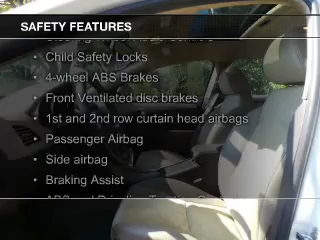 SAFETY FEATURES
• Child Safety Locks
• 4-wheel ABS Brakes
• Front Ventilated disc brakes
• 1st and 2nd row curtain head airbags
• Passenger Airbag
• Side airbag
• Braking Assist